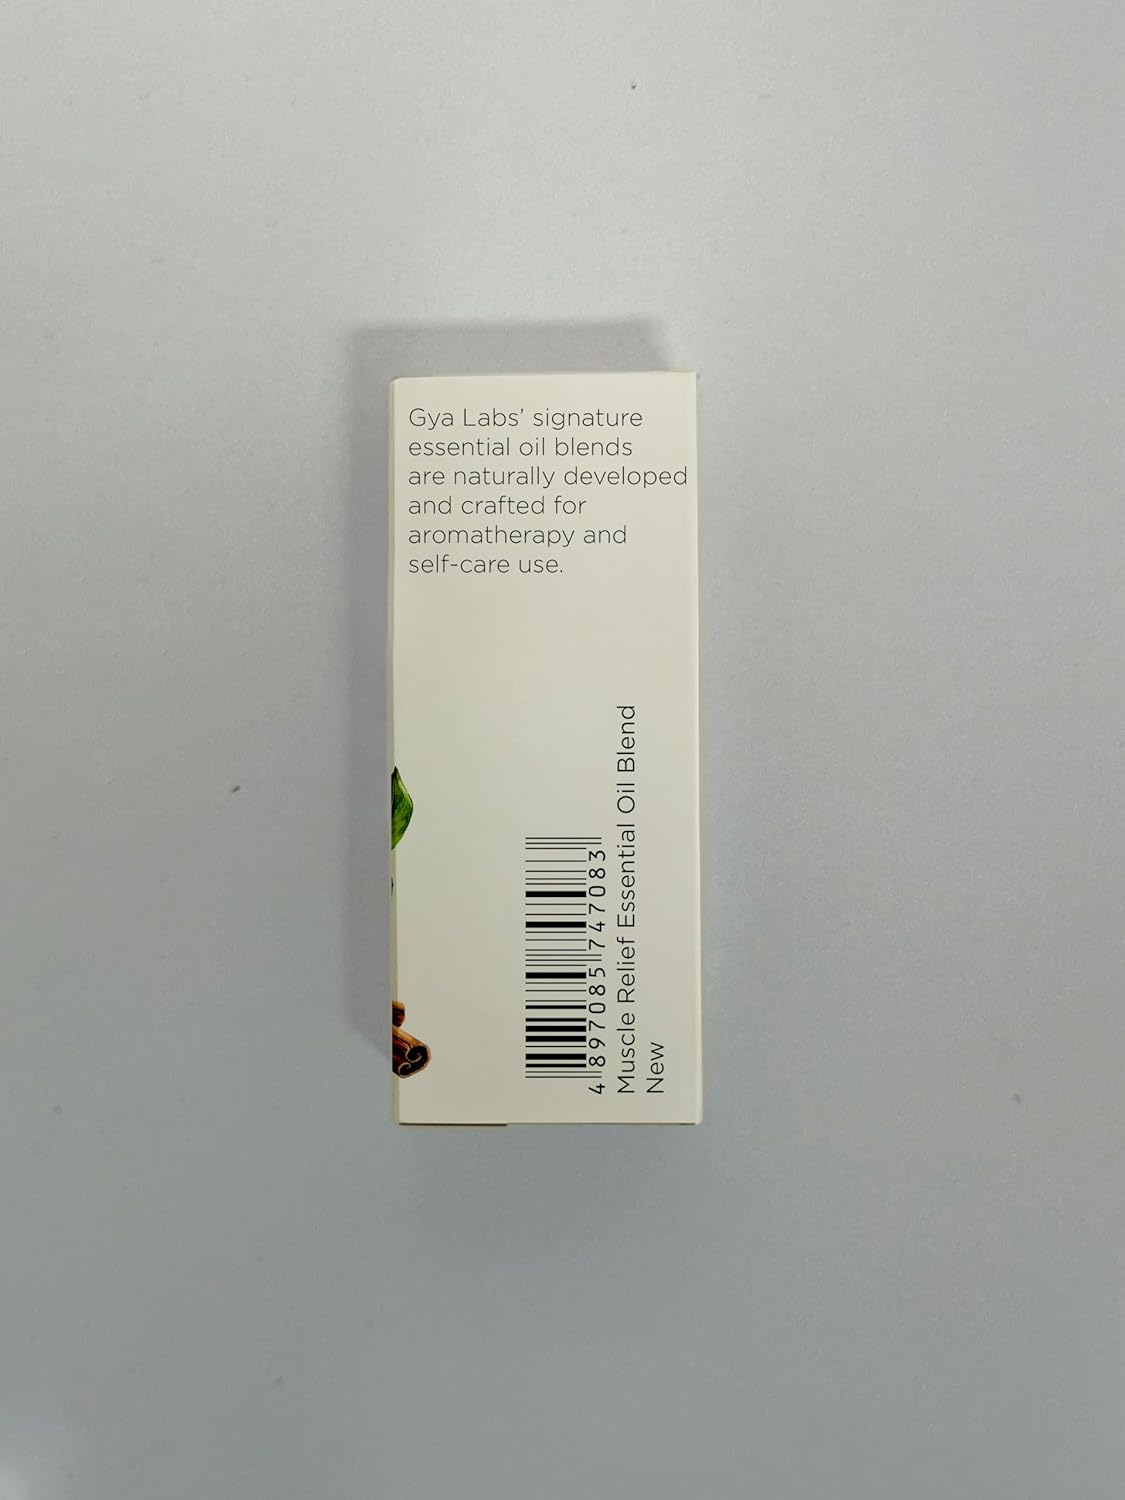 Gya Labs’ signature
essential oil blends
are naturally developed
and crafted for
aromatherapy and
self-care use.
4 897085 747083
Muscle Relief Essential Oil Blend
New